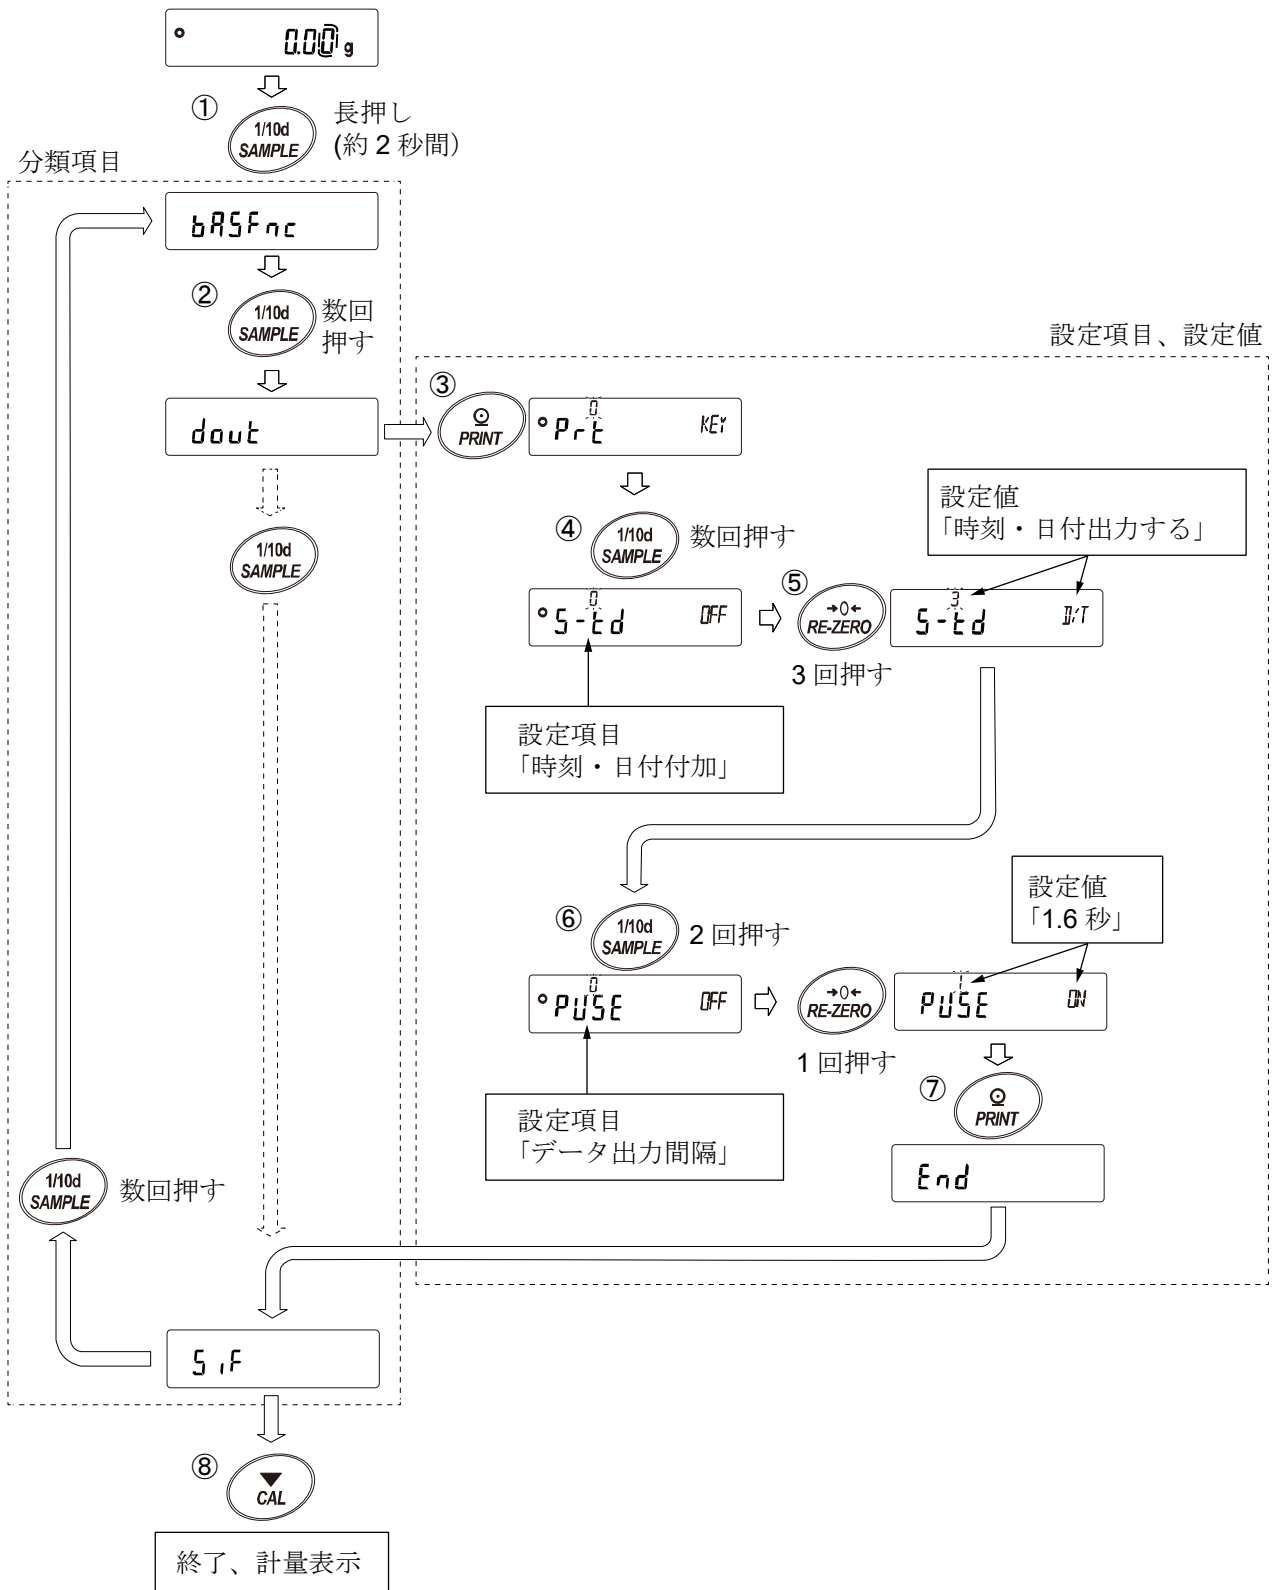 0.00 g
①
1/10d
SAMPLE
長押し
(約 2 秒間)
分類項目
bASFnc
②
1/10d
SAMPLE
数回
押す
設定項目、設定値
dout
③
PRINT
0
Prt KEY
1/10d
SAMPLE
④
1/10d
SAMPLE
数回押す
設定値
「時刻・日付出力する」
0
S-td OFF
⑤
→0←
RE-ZERO
3 回押す
3
S-td D/T
設定項目
「時刻・日付付加」
⑥
1/10d
SAMPLE
2 回押す
設定値
「1.6 秒」
0
PUSE OFF
→0←
RE-ZERO
1 回押す
1
PUSE ON
設定項目
「データ出力間隔」
⑦
PRINT
End
1/10d
SAMPLE
数回押す
SiF
⑧
CAL
終了、計量表示